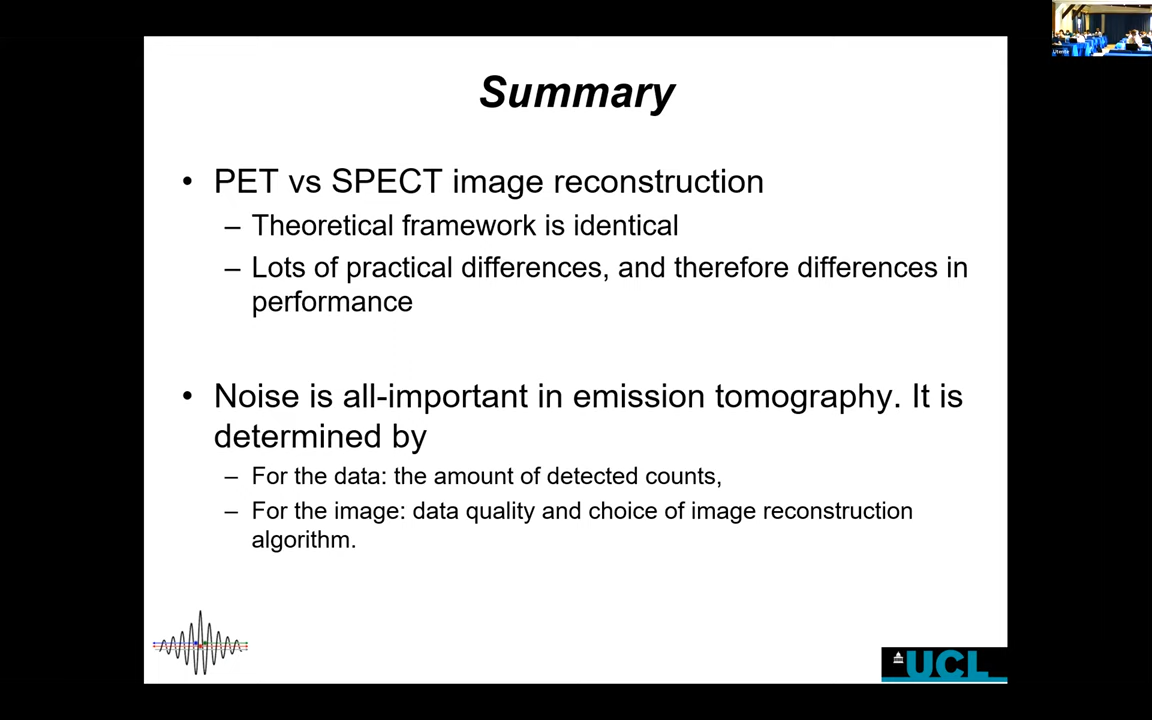 Summary
• PET vs SPECT image reconstruction
– Theoretical framework is identical
– Lots of practical differences, and therefore differences in
performance
• Noise is all-important in emission tomography. It is
determined by
– For the data: the amount of detected counts,
– For the image: data quality and choice of image reconstruction
algorithm.
UCL